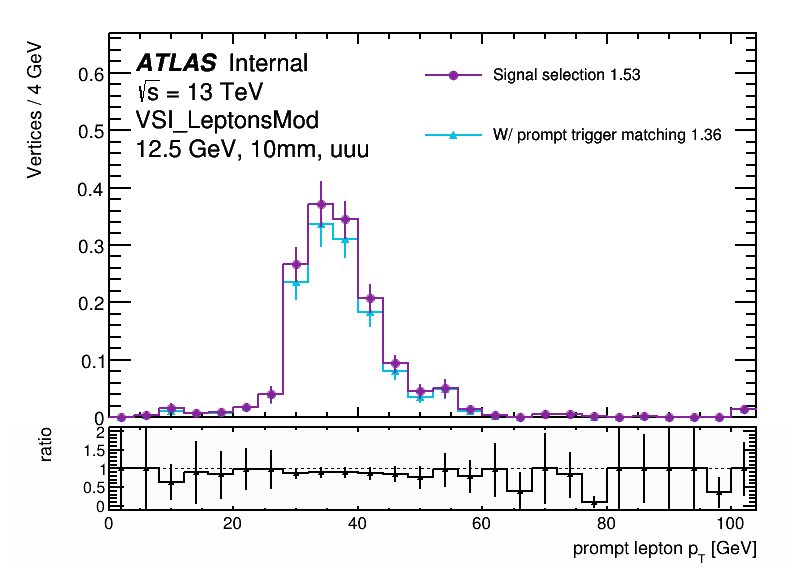 ATLAS Internal
√s = 13 TeV
VSI_LeptonsMod
12.5 GeV, 10mm, uuu
Signal selection 1.53
W/ prompt trigger matching 1.36
Vertices / 4 GeV
0.6
0.5
0.4
0.3
0.2
0.1
0
ratio
2
1.5
1
0.5
0
0 20 40 60 80 100
prompt lepton p_T [GeV]